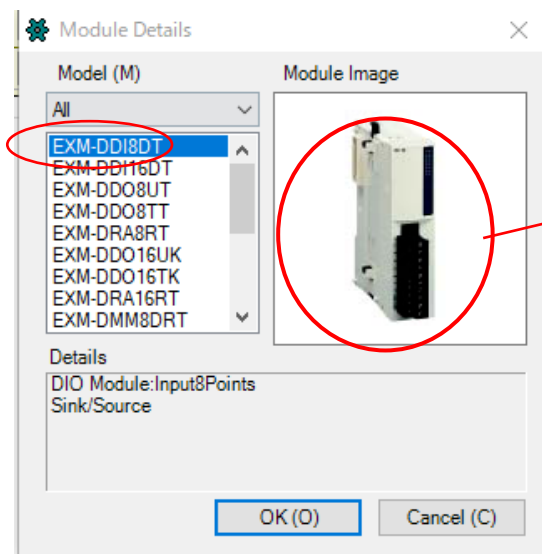 Module Details
Model (M)
Module Image
All
EXM-DDI8DT
EXM-DDI16DT
EXM-DDO8UT
EXM-DDO8TT
EXM-DRA8RT
EXM-DDO16UK
EXM-DDO16TK
EXM-DRA16RT
EXM-DMM8DRT
Details
DIO Module:Input8Points
Sink/Source
OK (O)
Cancel (C)